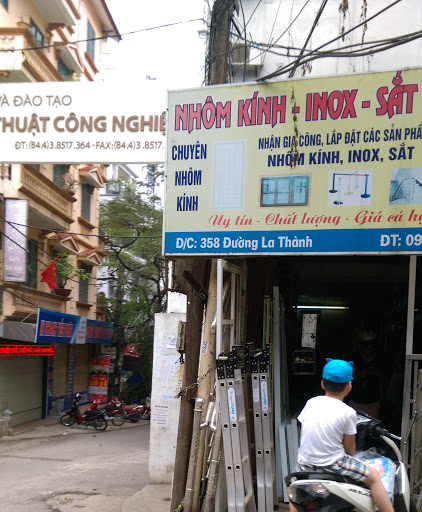 VÀ ĐÀO TẠO
THUẬT CÔNG NGHIỆ
ĐT: (84.4)3.8517.364 - FAX:(84.4)3.8517.
NHÔM KÍNH - INOX - SẮT
CHUYÊN
NHÔM
KÍNH
NHẬN GIA CÔNG, LẮP ĐẶT CÁC SẢN PHẨ
NHÔM KÍNH, INOX, SẮT
Uy tín - Chất lượng - Giá cả hợ
Đ/C: 358 Đường La Thành
ĐT: 09